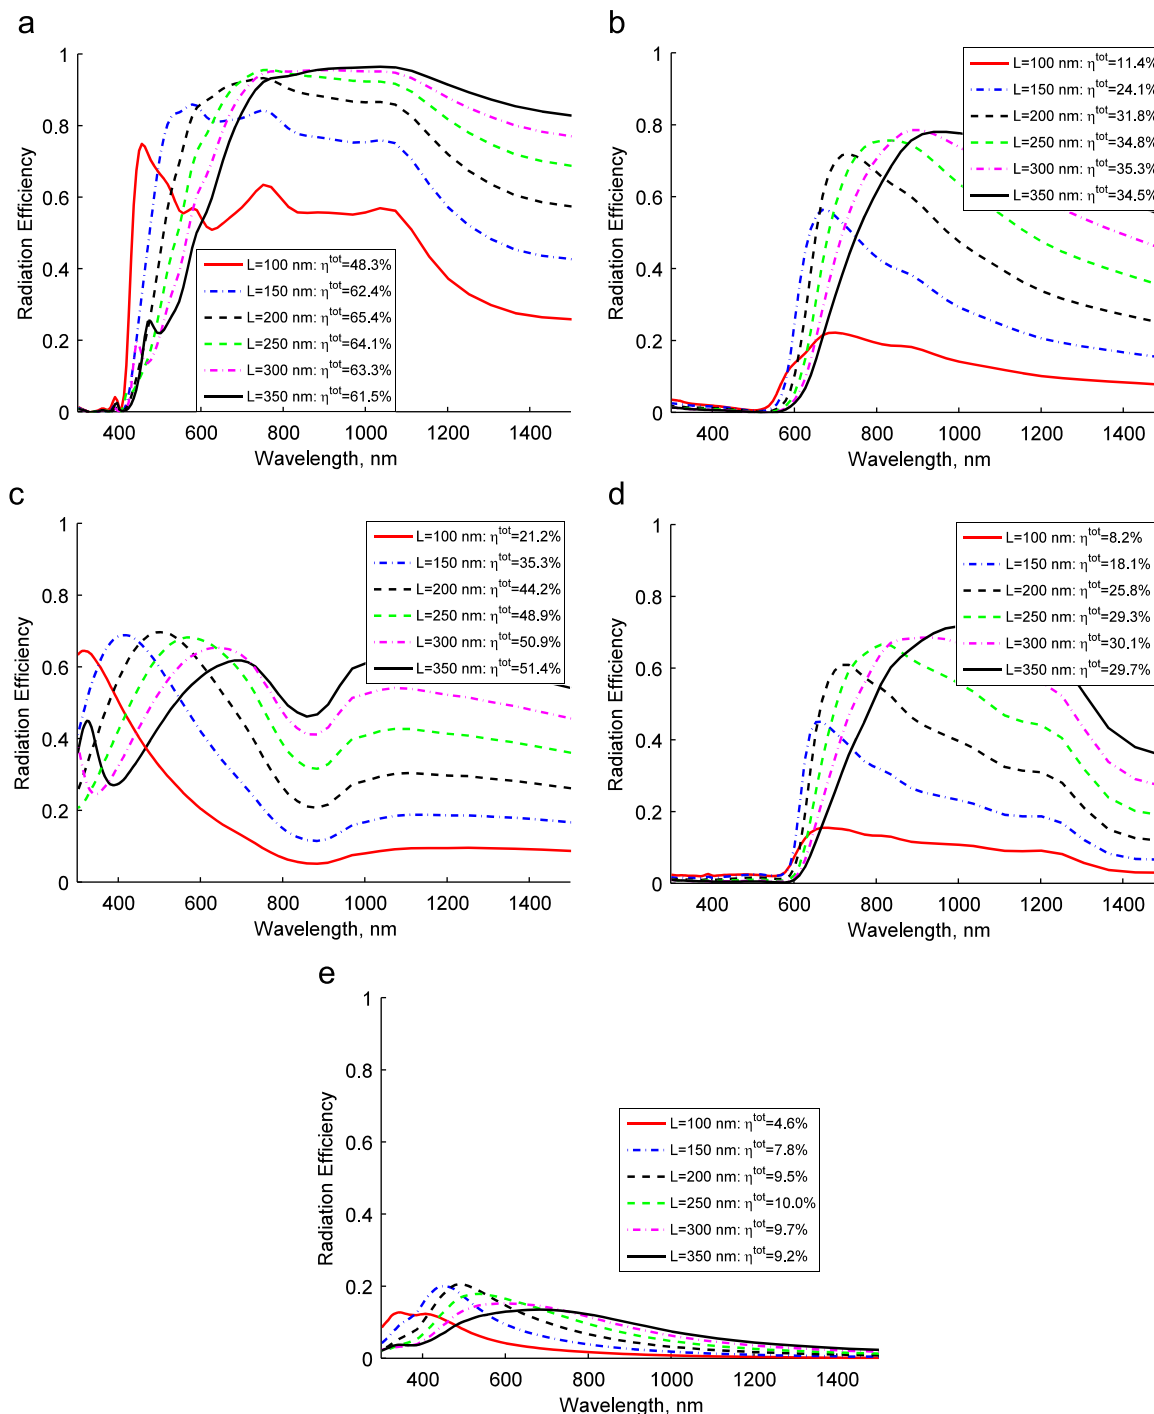 a
1
0.8
0.6
0.4
0.2
0
Radiation Efficiency
L=100 nm: η^tot=48.3%
L=150 nm: η^tot=62.4%
L=200 nm: η^tot=65.4%
L=250 nm: η^tot=64.1%
L=300 nm: η^tot=63.3%
L=350 nm: η^tot=61.5%
400 600 800 1000 1200 1400
Wavelength, nm
b
1
0.8
0.6
0.4
0.2
0
Radiation Efficiency
L=100 nm: η^tot=11.4%
L=150 nm: η^tot=24.1%
L=200 nm: η^tot=31.8%
L=250 nm: η^tot=34.8%
L=300 nm: η^tot=35.3%
L=350 nm: η^tot=34.5%
400 600 800 1000 1200 1400
Wavelength, nm
c
1
0.8
0.6
0.4
0.2
0
Radiation Efficiency
L=100 nm: η^tot=21.2%
L=150 nm: η^tot=35.3%
L=200 nm: η^tot=44.2%
L=250 nm: η^tot=48.9%
L=300 nm: η^tot=50.9%
L=350 nm: η^tot=51.4%
400 600 800 1000 1200 1400
Wavelength, nm
d
1
0.8
0.6
0.4
0.2
0
Radiation Efficiency
L=100 nm: η^tot=8.2%
L=150 nm: η^tot=18.1%
L=200 nm: η^tot=25.8%
L=250 nm: η^tot=29.3%
L=300 nm: η^tot=30.1%
L=350 nm: η^tot=29.7%
400 600 800 1000 1200 1400
Wavelength, nm
e
1
0.8
0.6
0.4
0.2
0
Radiation Efficiency
L=100 nm: η^tot=4.6%
L=150 nm: η^tot=7.8%
L=200 nm: η^tot=9.5%
L=250 nm: η^tot=10.0%
L=300 nm: η^tot=9.7%
L=350 nm: η^tot=9.2%
400 600 800 1000 1200 1400
Wavelength, nm